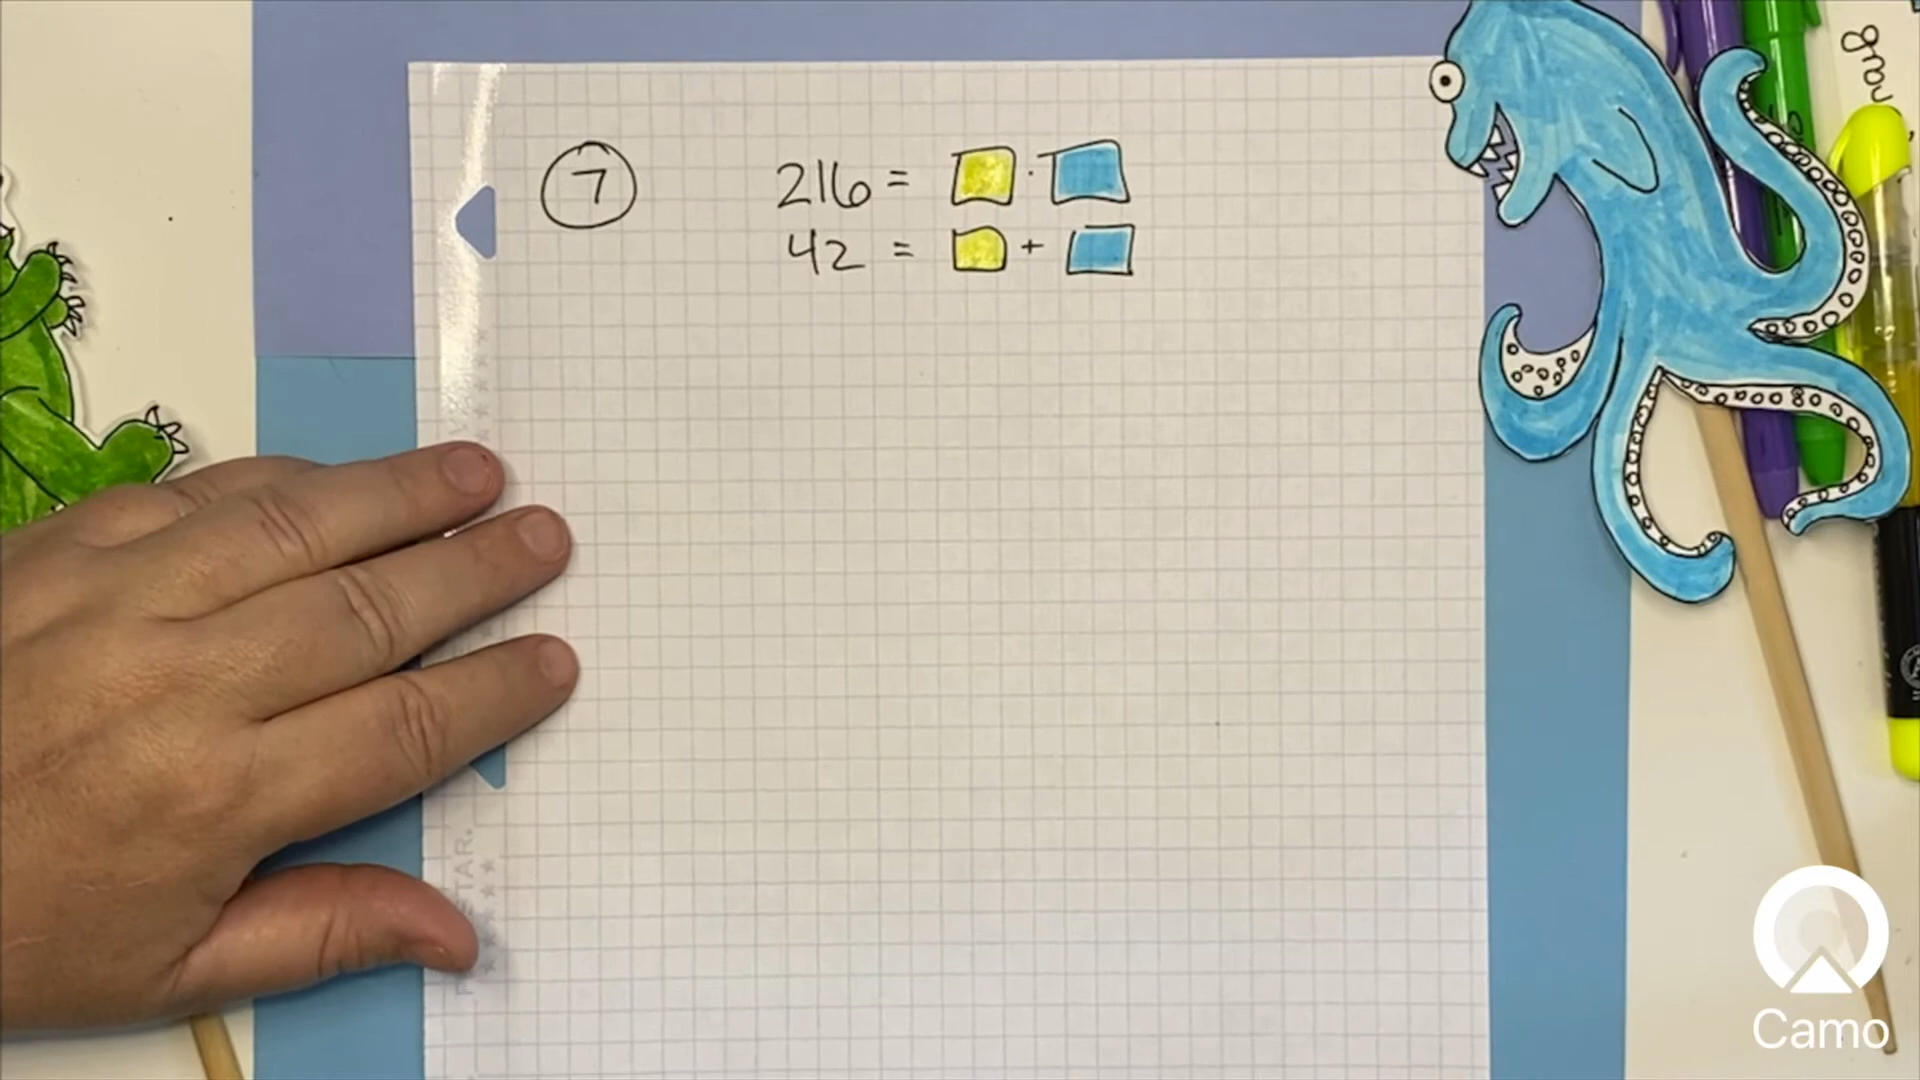 ⑦ 216 = 🟨 · 🟦
42 = 🟨 + 🟦
Camo